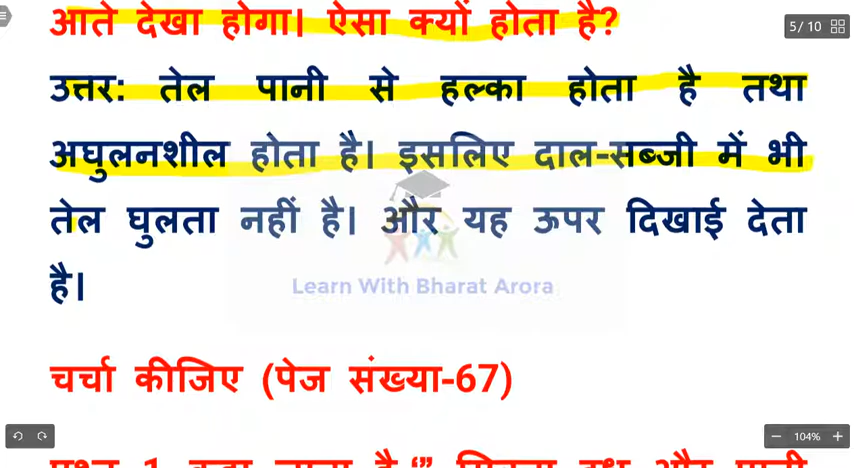 आते देखा होगा। ऐसा क्यों होता है?
5 / 10
उत्तर: तेल पानी से हल्का होता है तथा
अघुलनशील होता है। इसलिए दाल-सब्जी में भी
तेल घुलता नहीं है। और यह ऊपर दिखाई देता
है।
Learn With Bharat Arora
चर्चा कीजिए (पेज संख्या-67)
104%